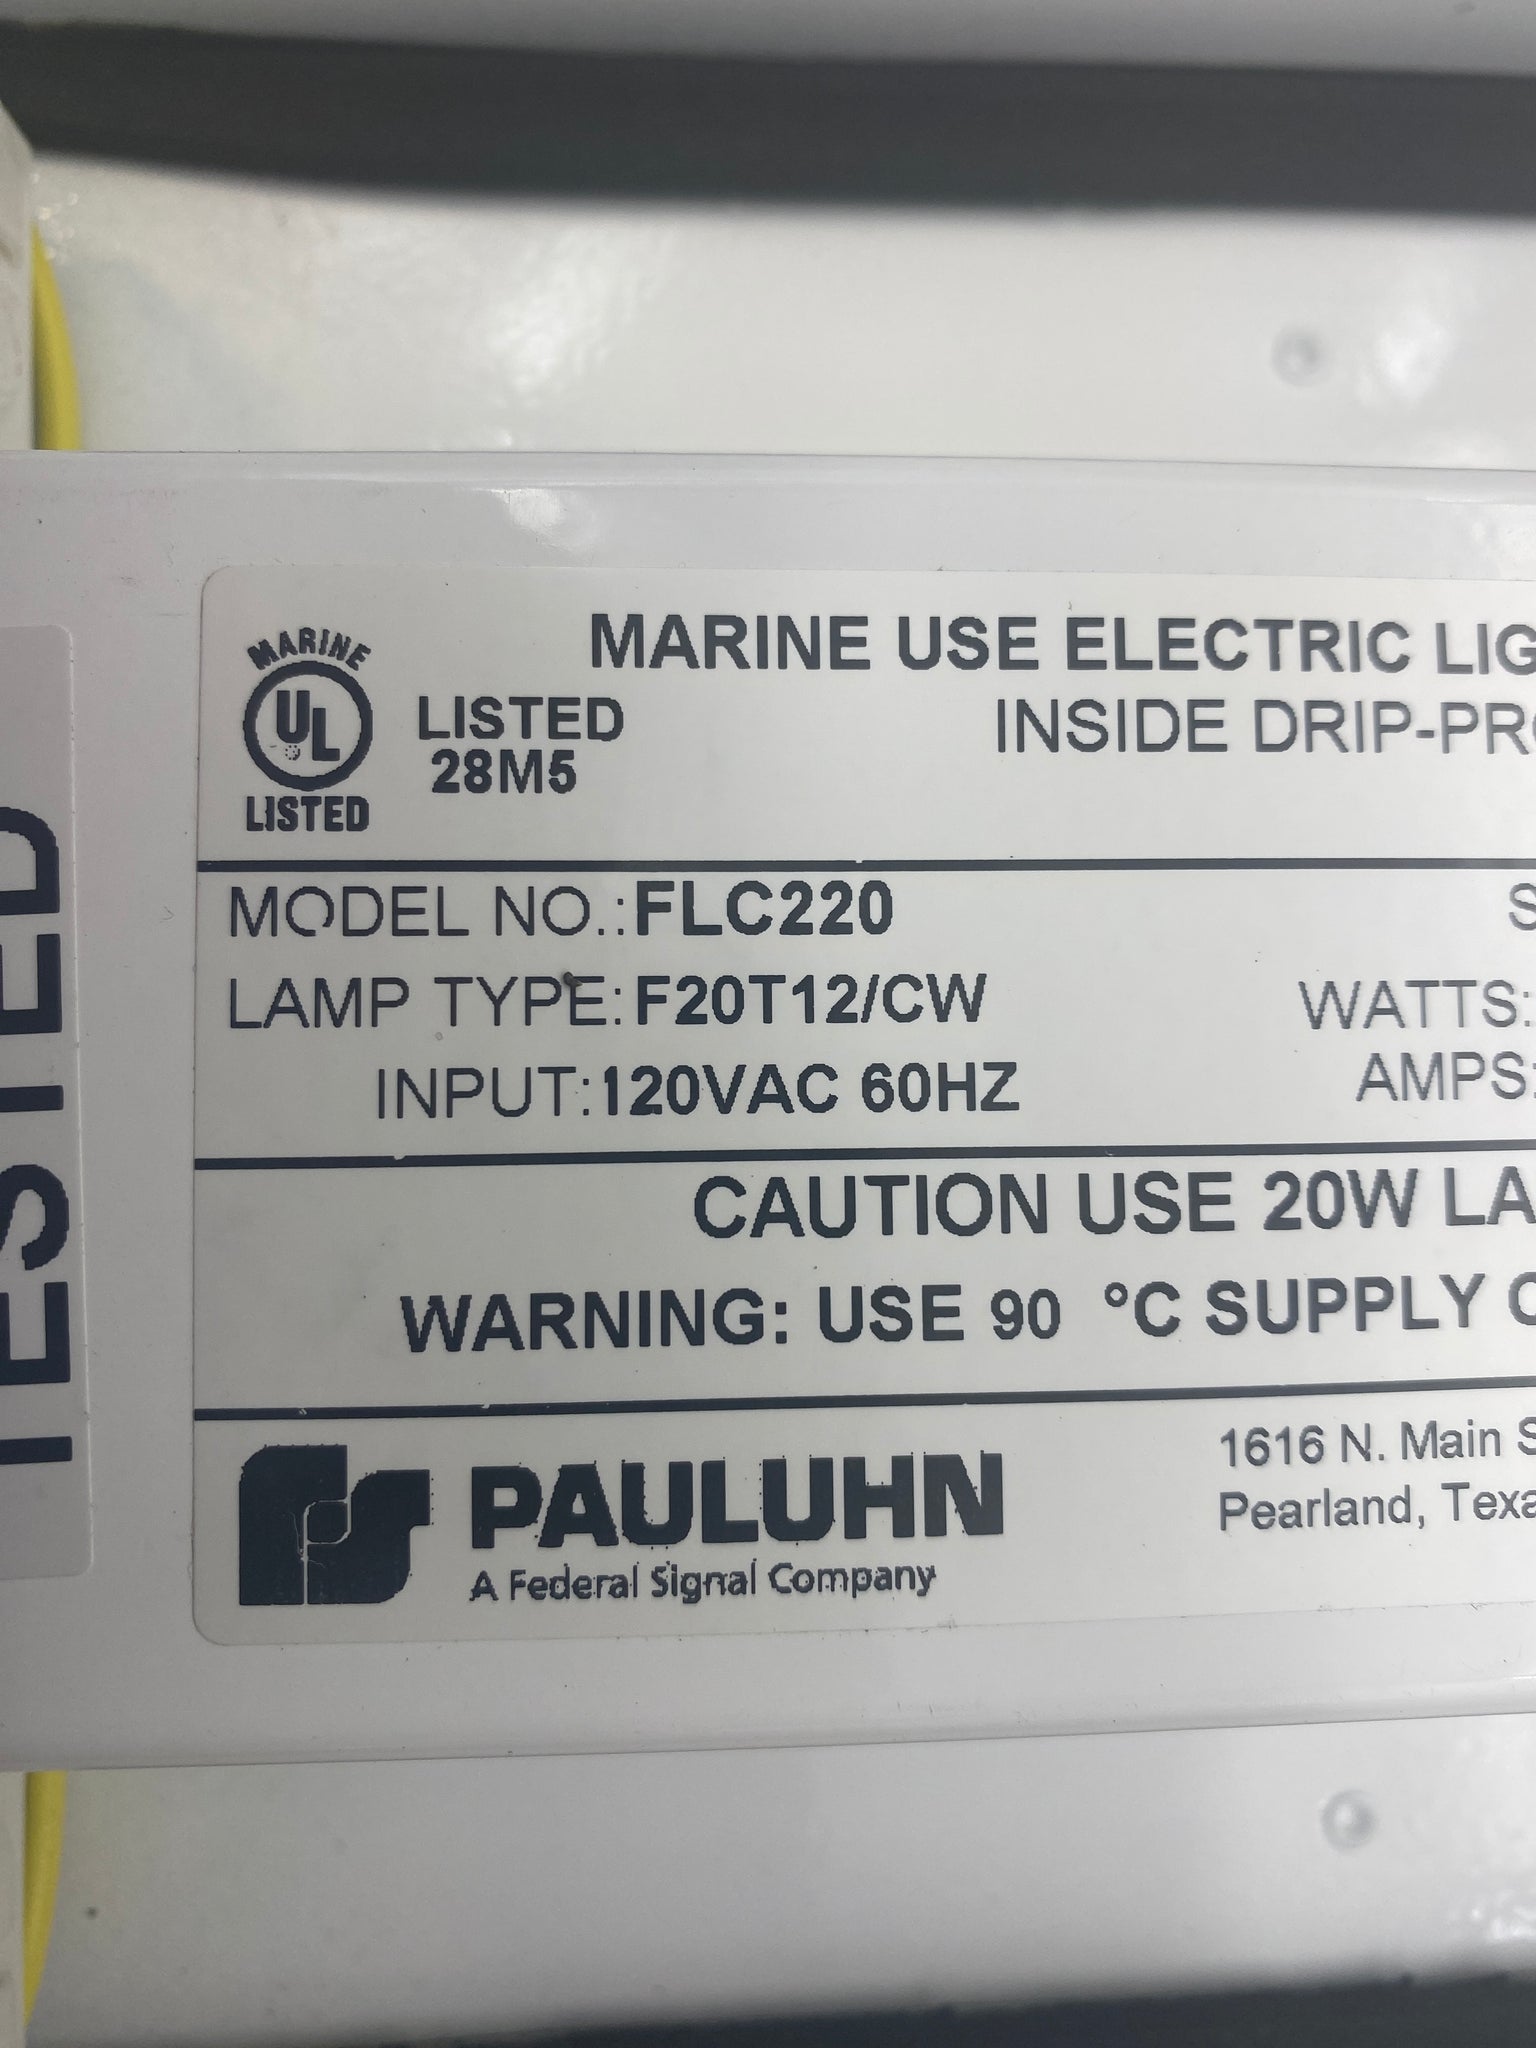 MARINE
UL
LISTED
LISTED
28M5
MARINE USE ELECTRIC LIG
INSIDE DRIP-PRO
MODEL NO.: FLC220
S
LAMP TYPE: F20T12/CW
WATTS:
INPUT: 120VAC 60HZ
AMPS:
CAUTION USE 20W LA
WARNING: USE 90 °C SUPPLY C
PAULUHN
A Federal Signal Company
1616 N. Main S
Pearland, Texa
TESTED